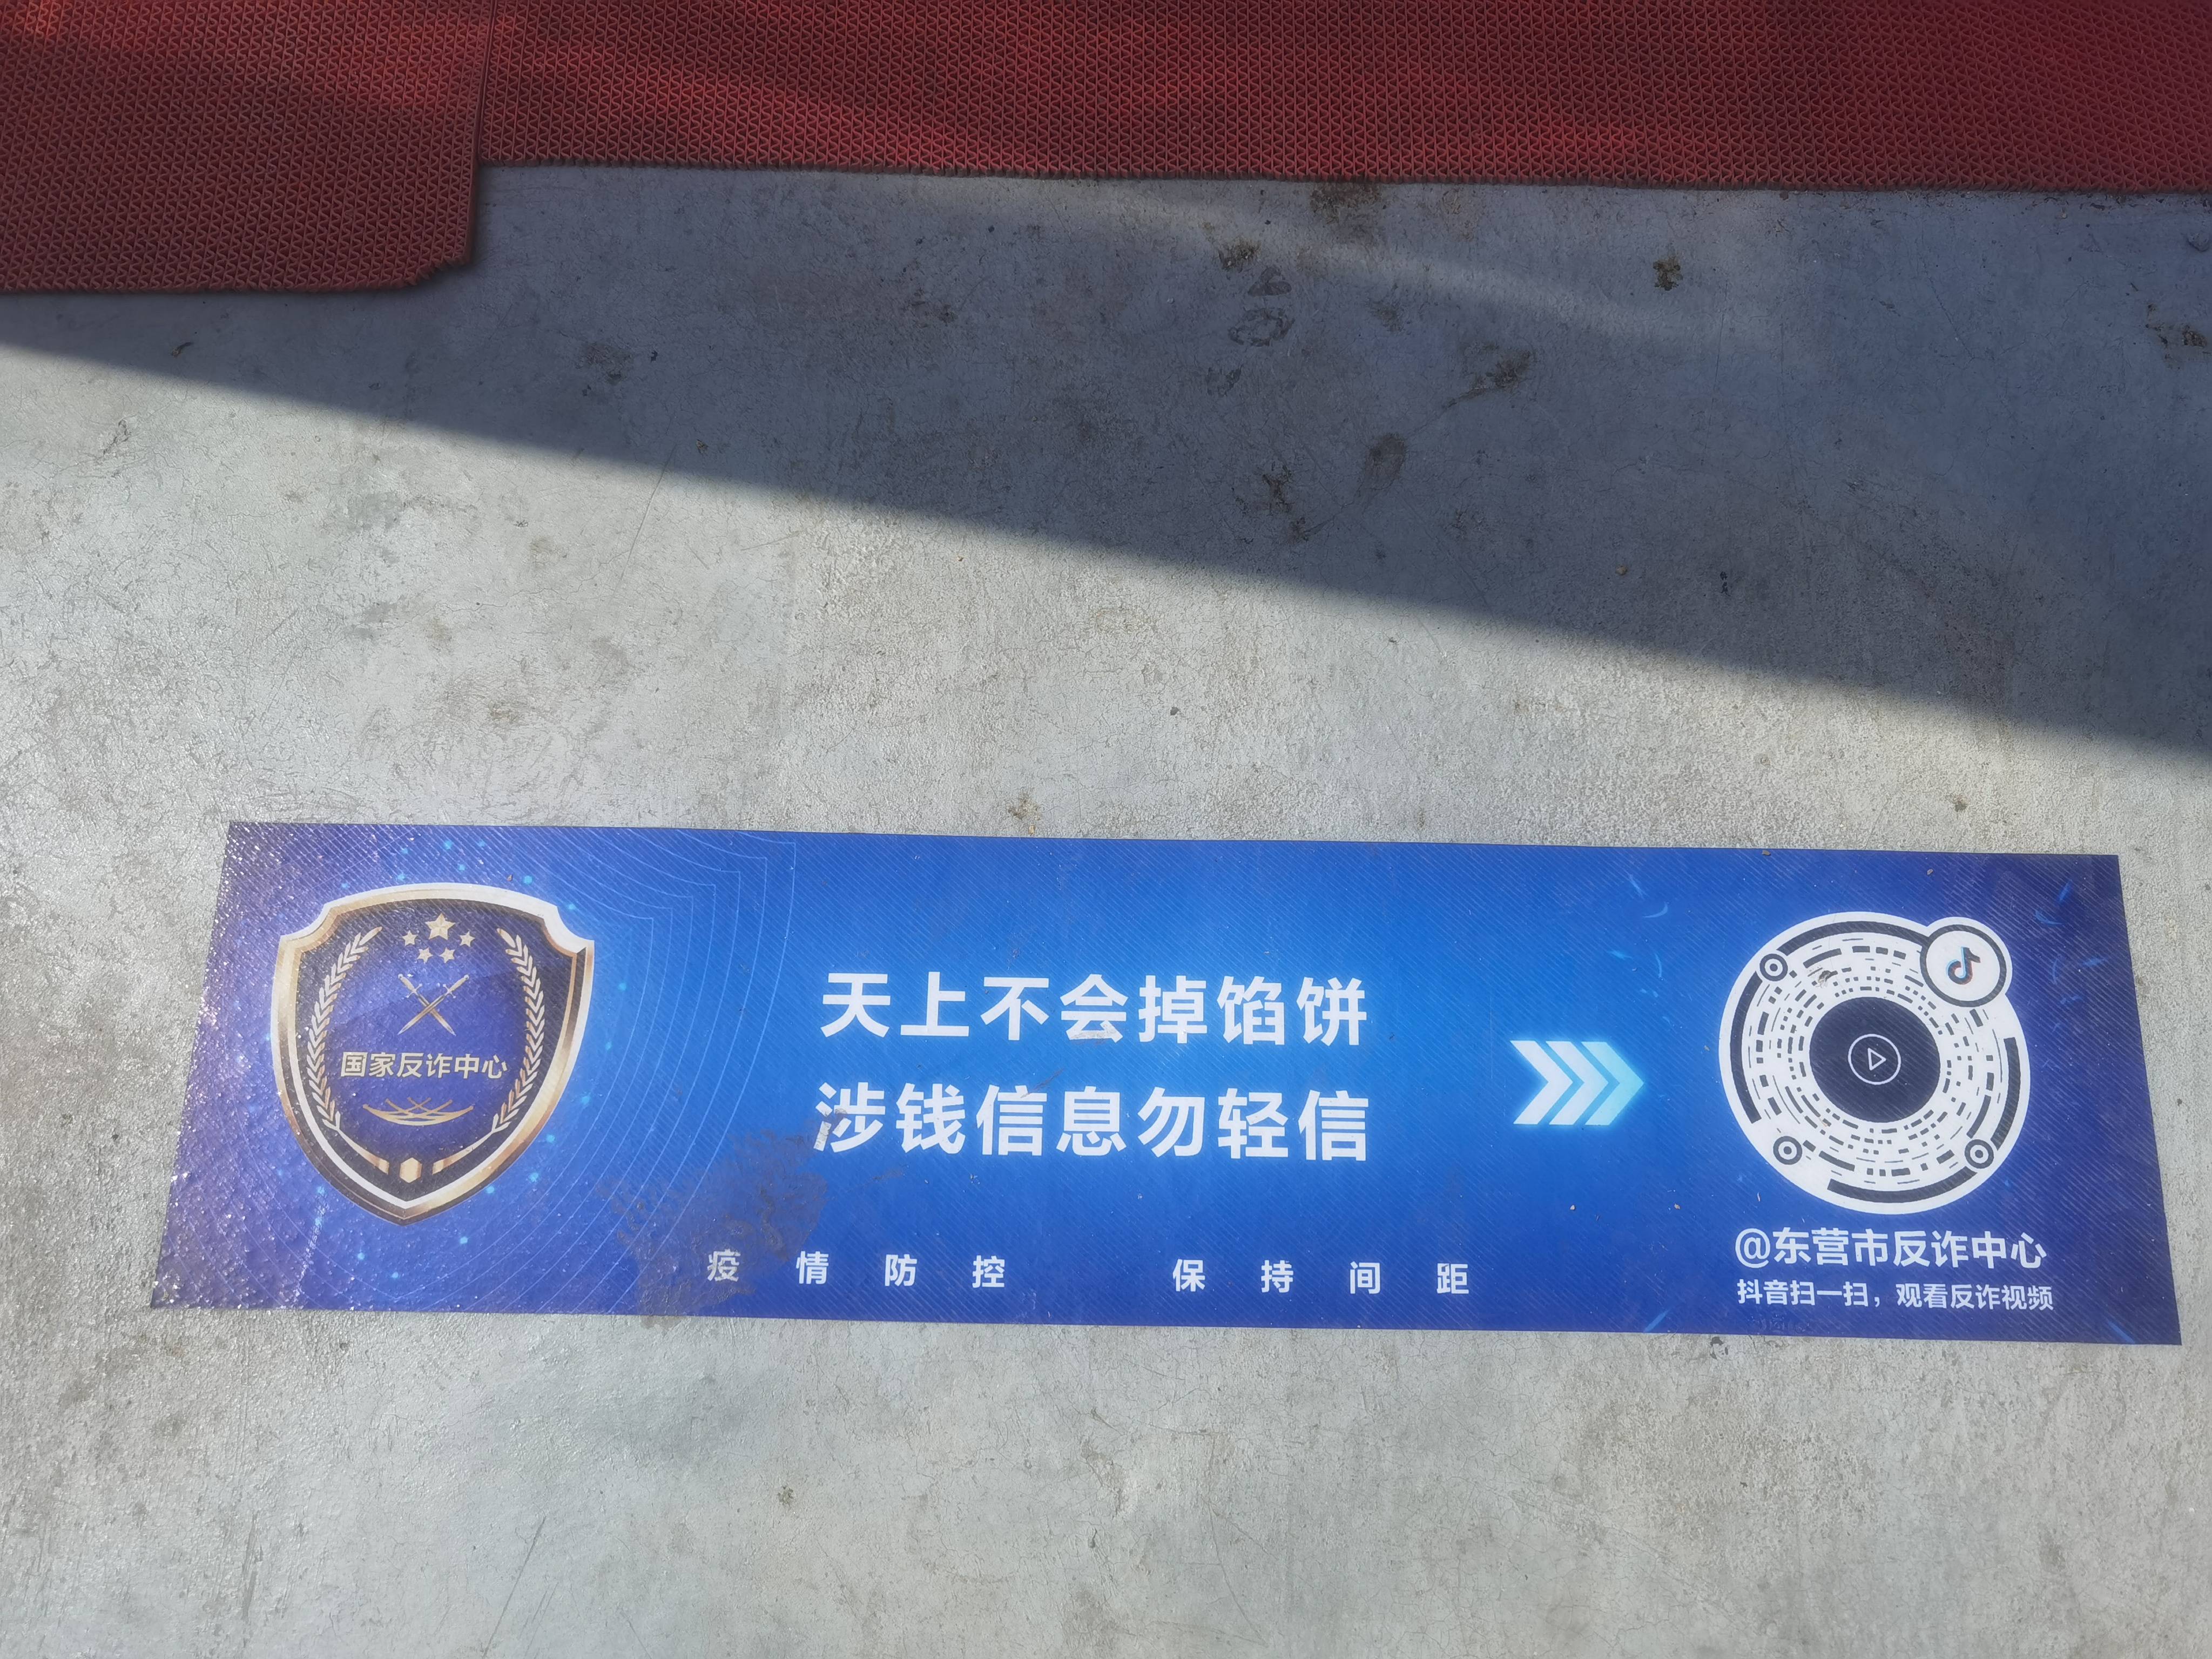 国家反诈中心
天上不会掉馅饼
涉钱信息勿轻信
疫情防控 保持间距
@东营市反诈中心
抖音扫一扫，观看反诈视频